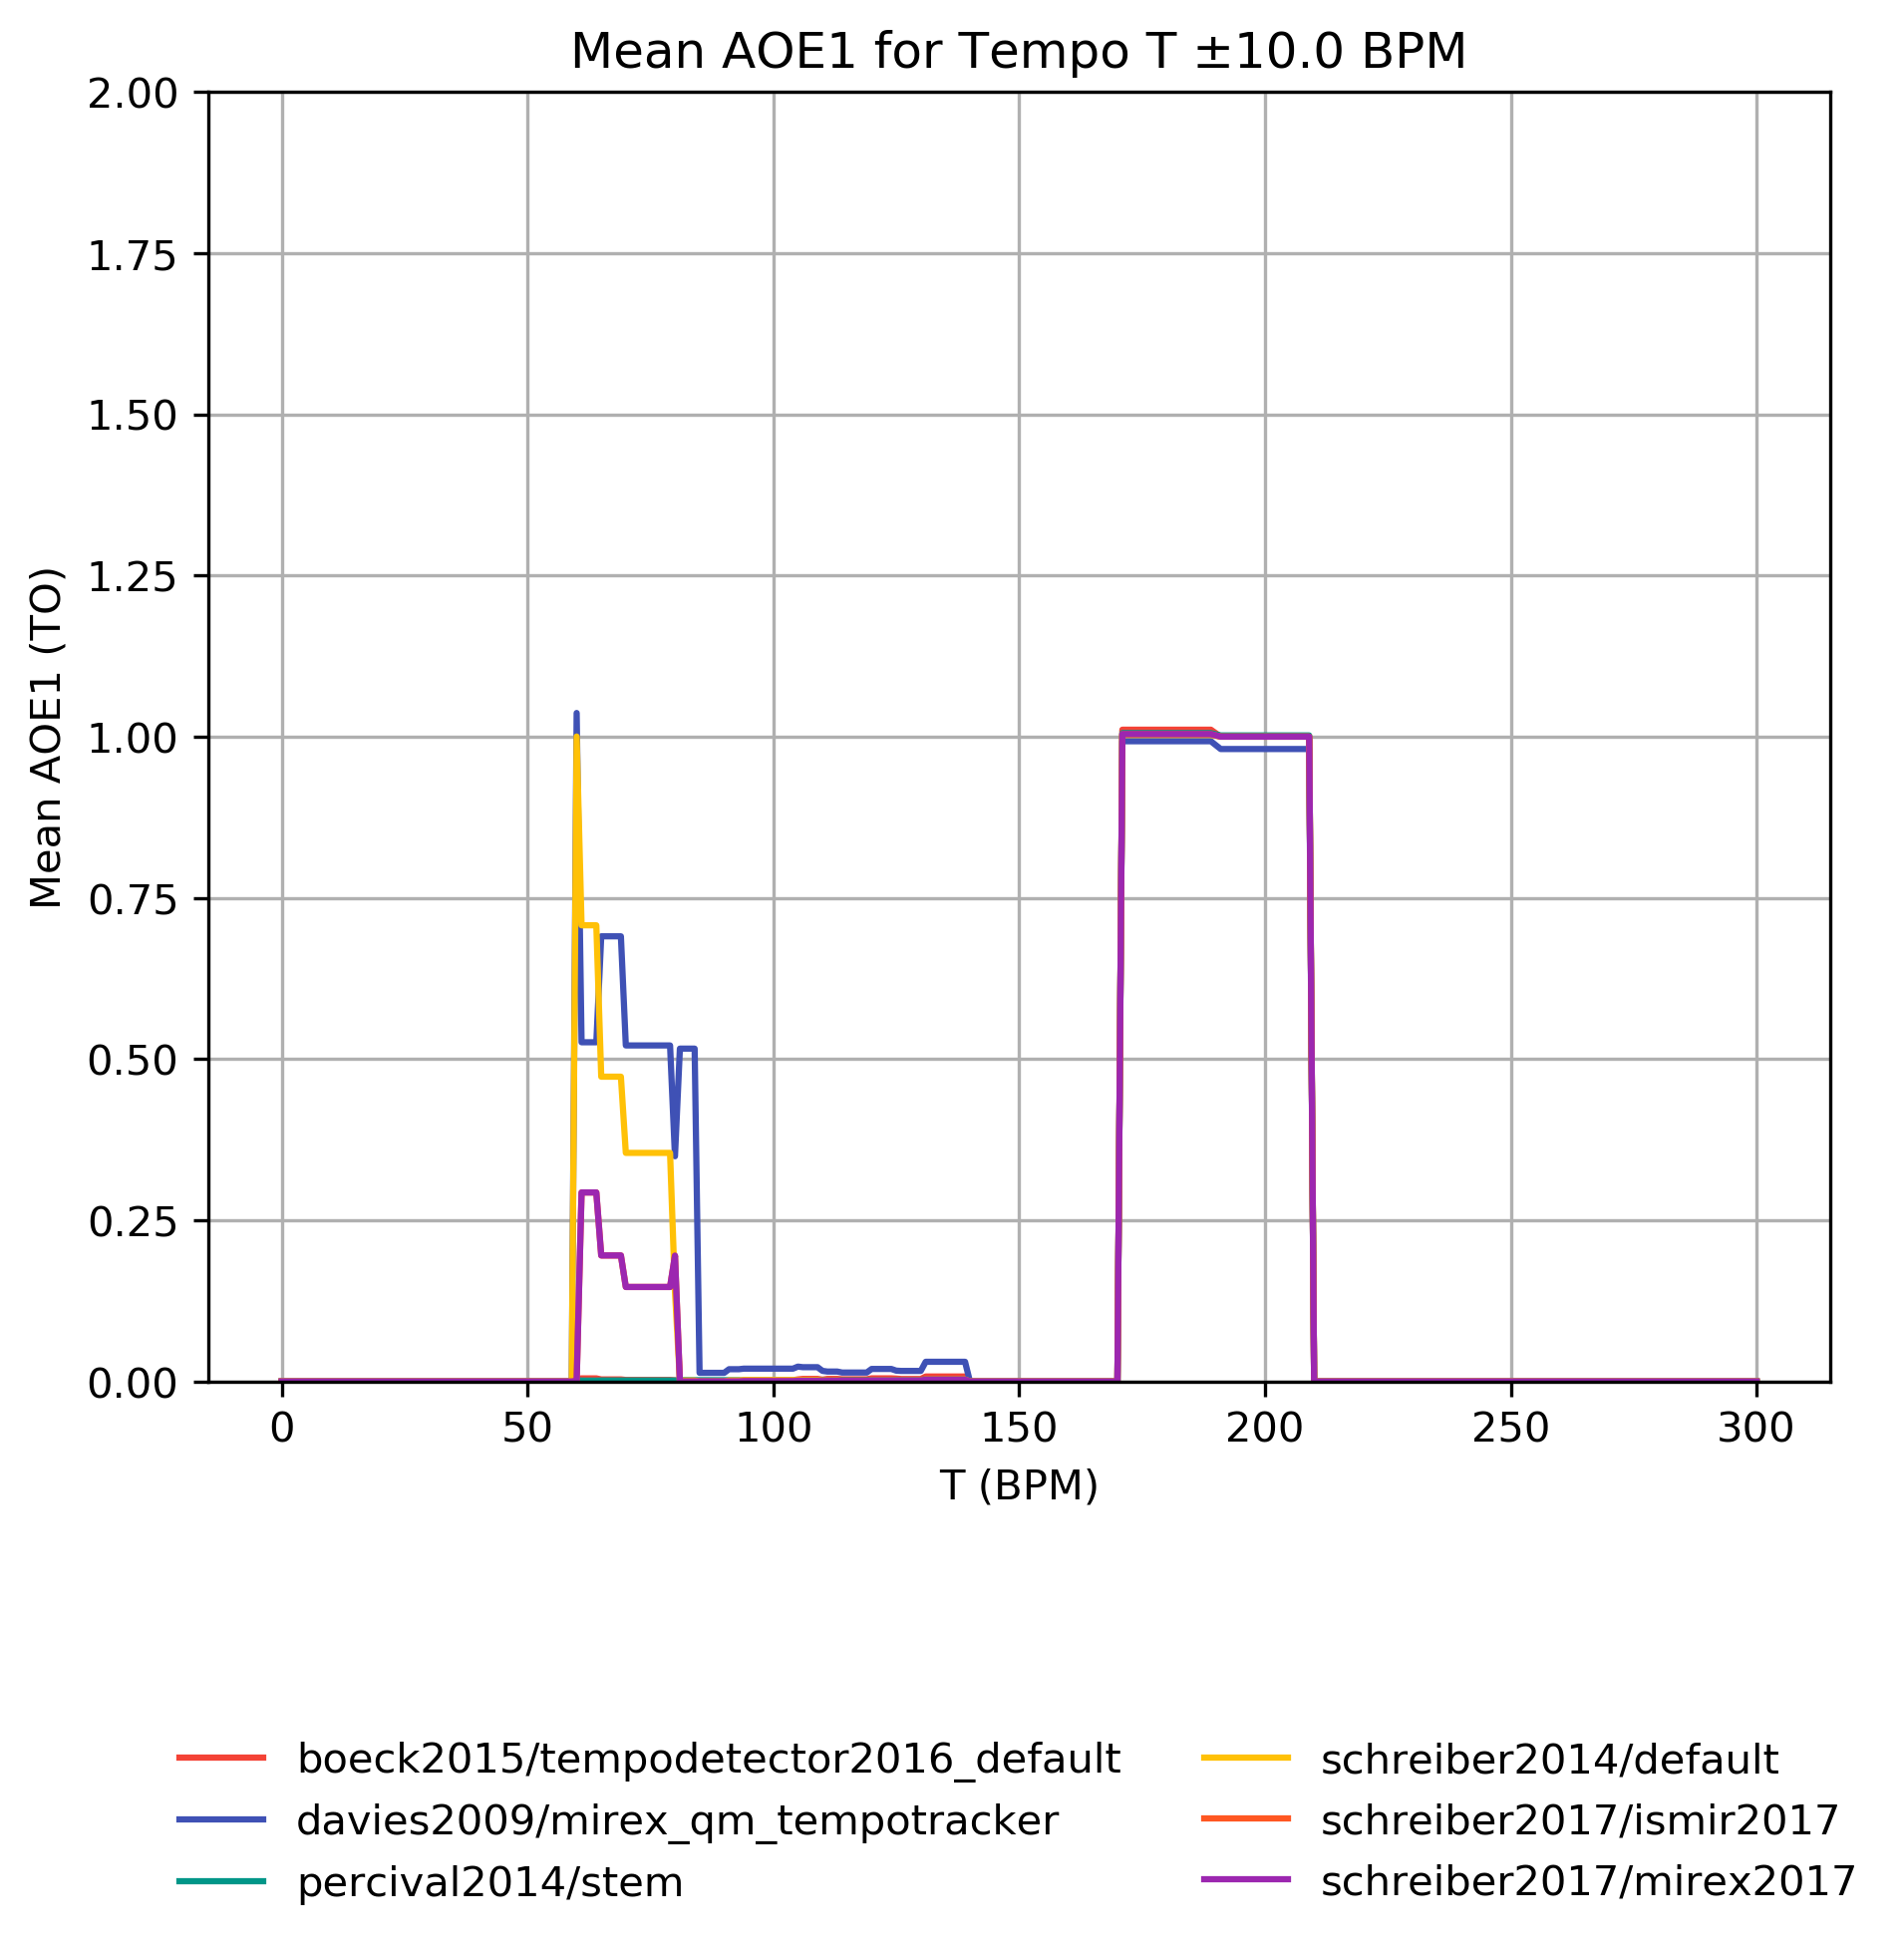 Mean AOE1 for Tempo T ±10.0 BPM
2.00
1.75
1.50
1.25
1.00
0.75
0.50
0.25
0.00
Mean AOE1 (TO)
0 50 100 150 200 250 300
T (BPM)
boeck2015/tempodetector2016_default
davies2009/mirex_qm_tempotracker
percival2014/stem
schreiber2014/default
schreiber2017/ismir2017
schreiber2017/mirex2017